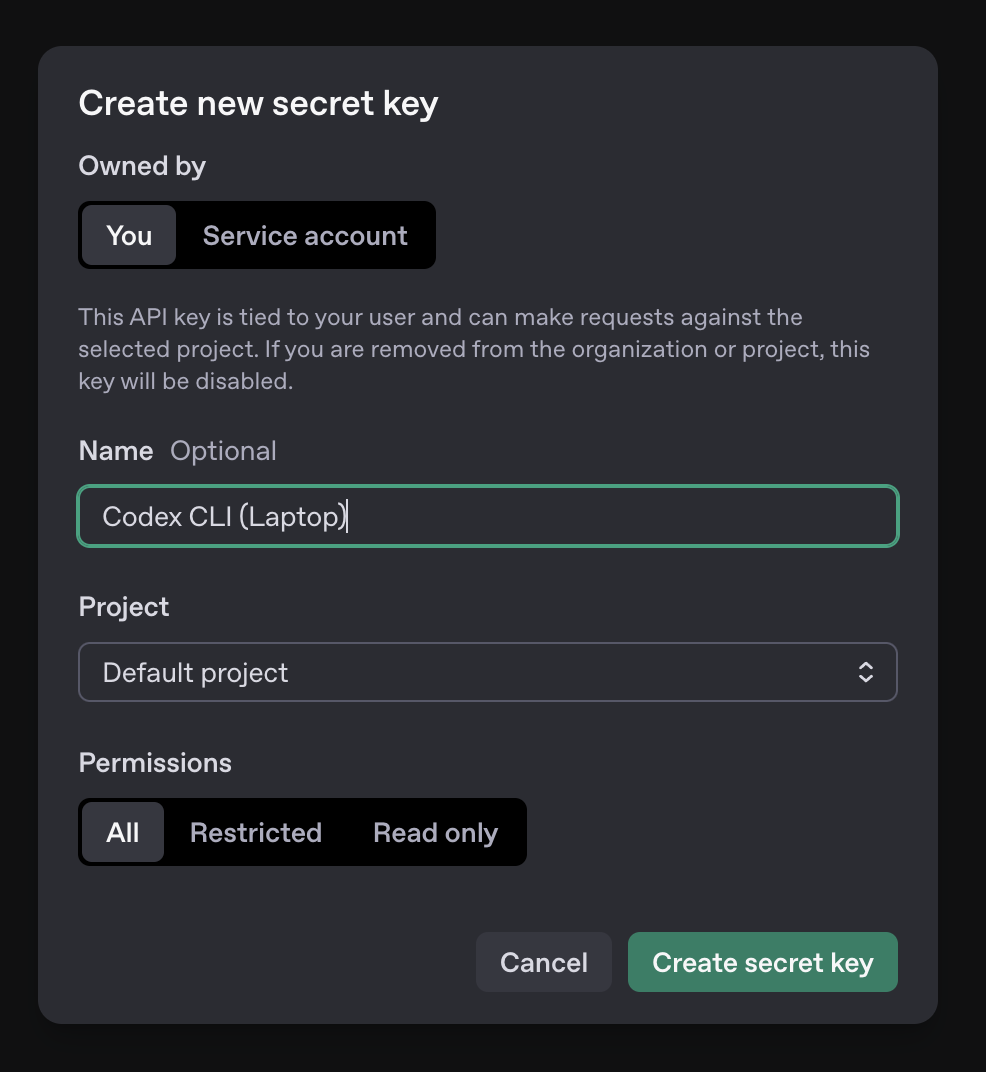 Create new secret key
Owned by
You Service account
This API key is tied to your user and can make requests against the
selected project. If you are removed from the organization or project, this
key will be disabled.
Name Optional
Codex CLI (Laptop)
Project
Default project
Permissions
All Restricted Read only
Cancel Create secret key